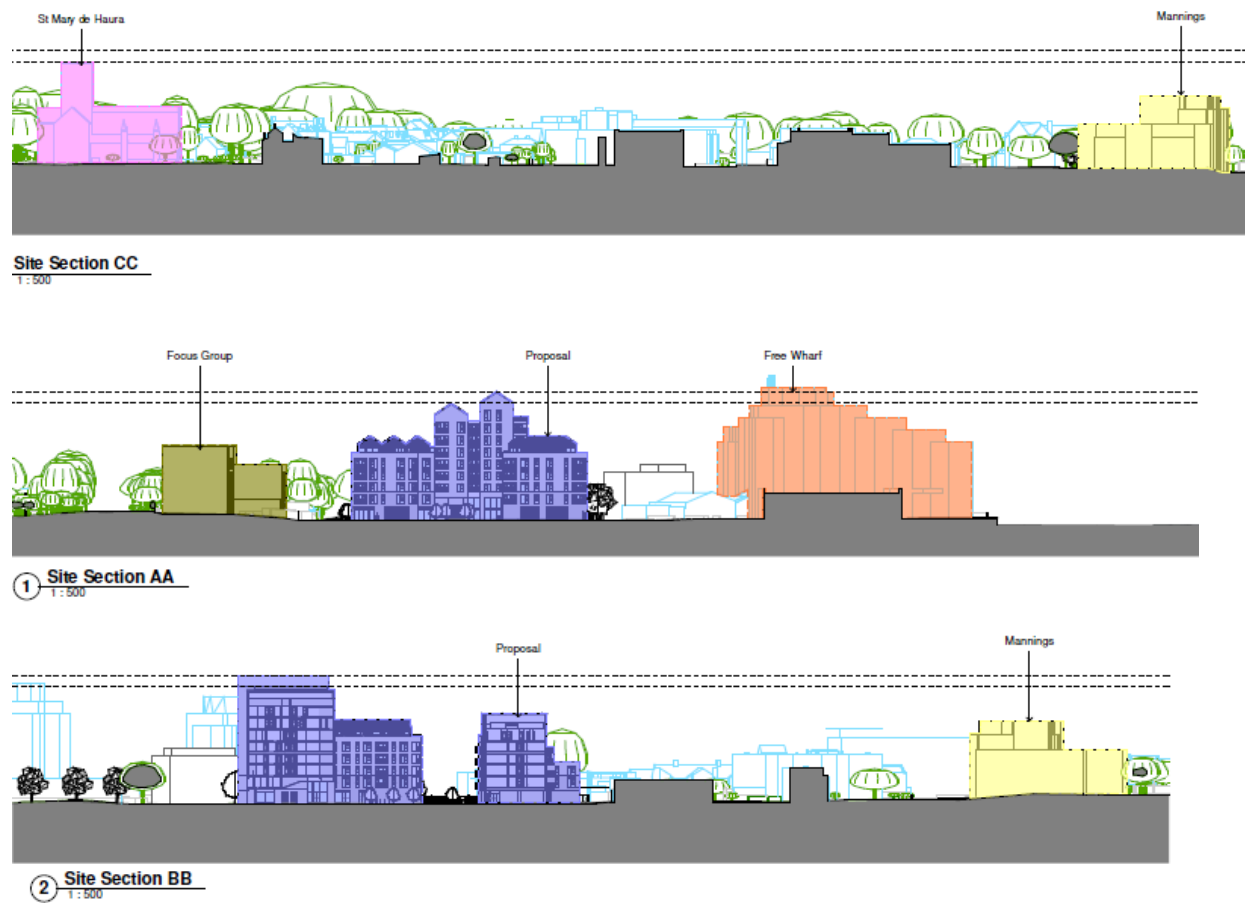 St Mary de Haura
Mannings
Site Section CC
1 : 500
Focus Group
Proposal
Free Wharf
1
Site Section AA
1 : 500
Proposal
Mannings
2
Site Section BB
1 : 500